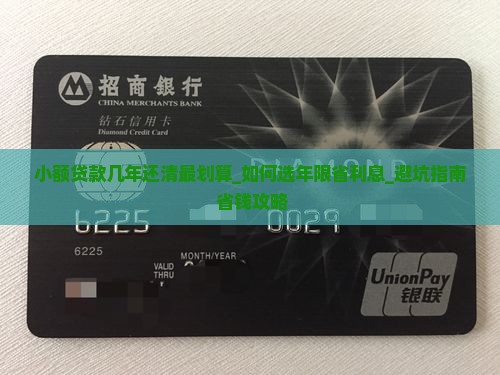 招商銀行
CHINA MERCHANTS BANK
钻石信用卡
Diamond Credit Card
DIAMOND
小额贷款几年还清最划算_如何选年限省利息_避坑指南
省钱攻略
6225 0029
6225
MONTH/YEAR
VALID
THRU
UnionPay
银联